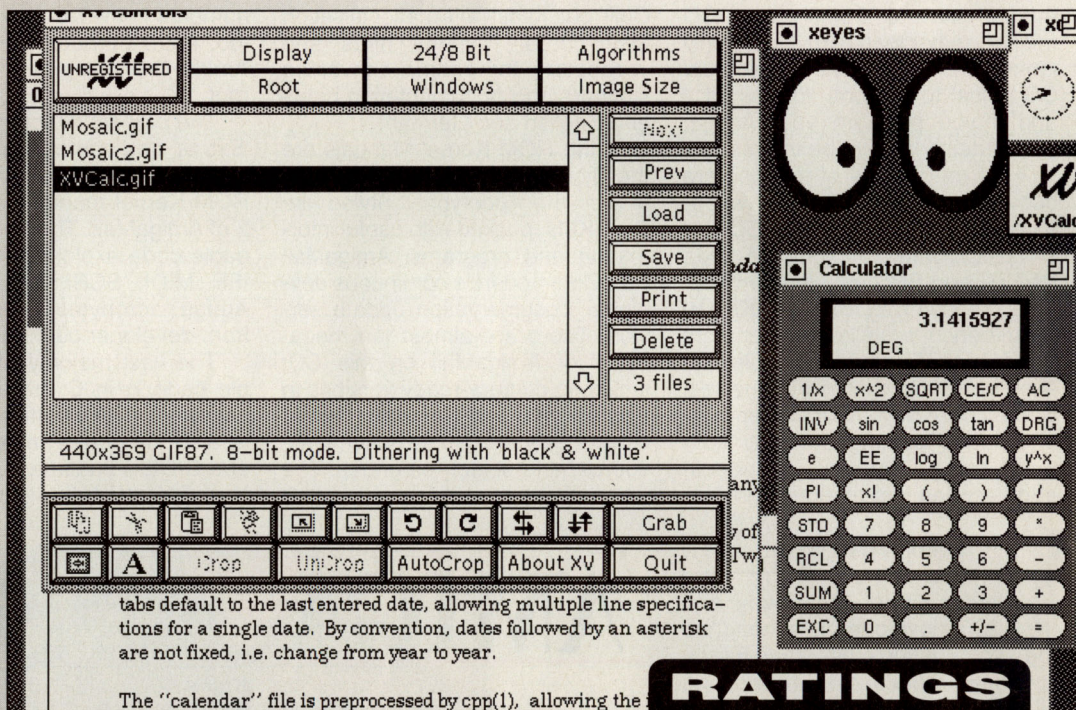 xv controls
UNREGISTERED
xv
Display
24/8 Bit
Algorithms
Root
Windows
Image Size
Mosaic.gif
Mosaic2.gif
XVCalc.gif
Next
Prev
Load
Save
Print
Delete
3 files
440x369 GIF87. 8-bit mode. Dithering with 'black' & 'white'.
Grab
A
Crop
UnCrop
AutoCrop
About XV
Quit
tabs default to the last entered date, allowing multiple line specifica-
tions for a single date. By convention, dates followed by an asterisk
are not fixed, i.e. change from year to year.
The "calendar" file is preprocessed by cpp(1), allowing the
any
of
xeyes
xv
/XVCalc
Calculator
3.1415927
DEG
1/x x^2 SQRT CE/C AC
INV sin cos tan DRG
e EE log ln y^x
PI x! ( ) /
STO 7 8 9 *
RCL 4 5 6 -
SUM 1 2 3 +
EXC 0 . +/- =
RATINGS